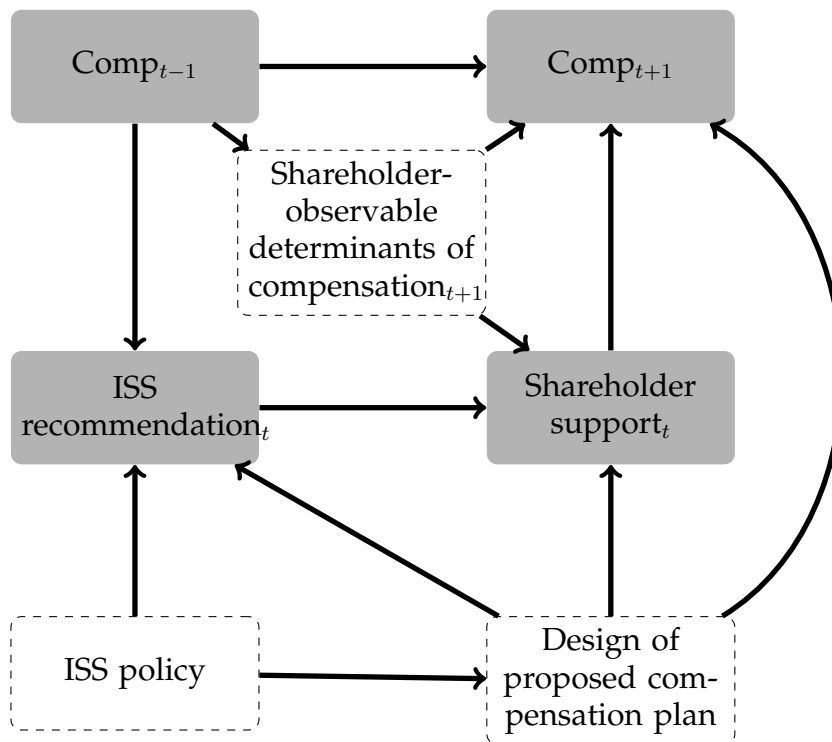 Comp_{t−1}
Comp_{t+1}
Shareholder-
observable
determinants of
compensation_{t+1}
ISS
recommendation_t
Shareholder
support_t
ISS policy
Design of
proposed com-
pensation plan